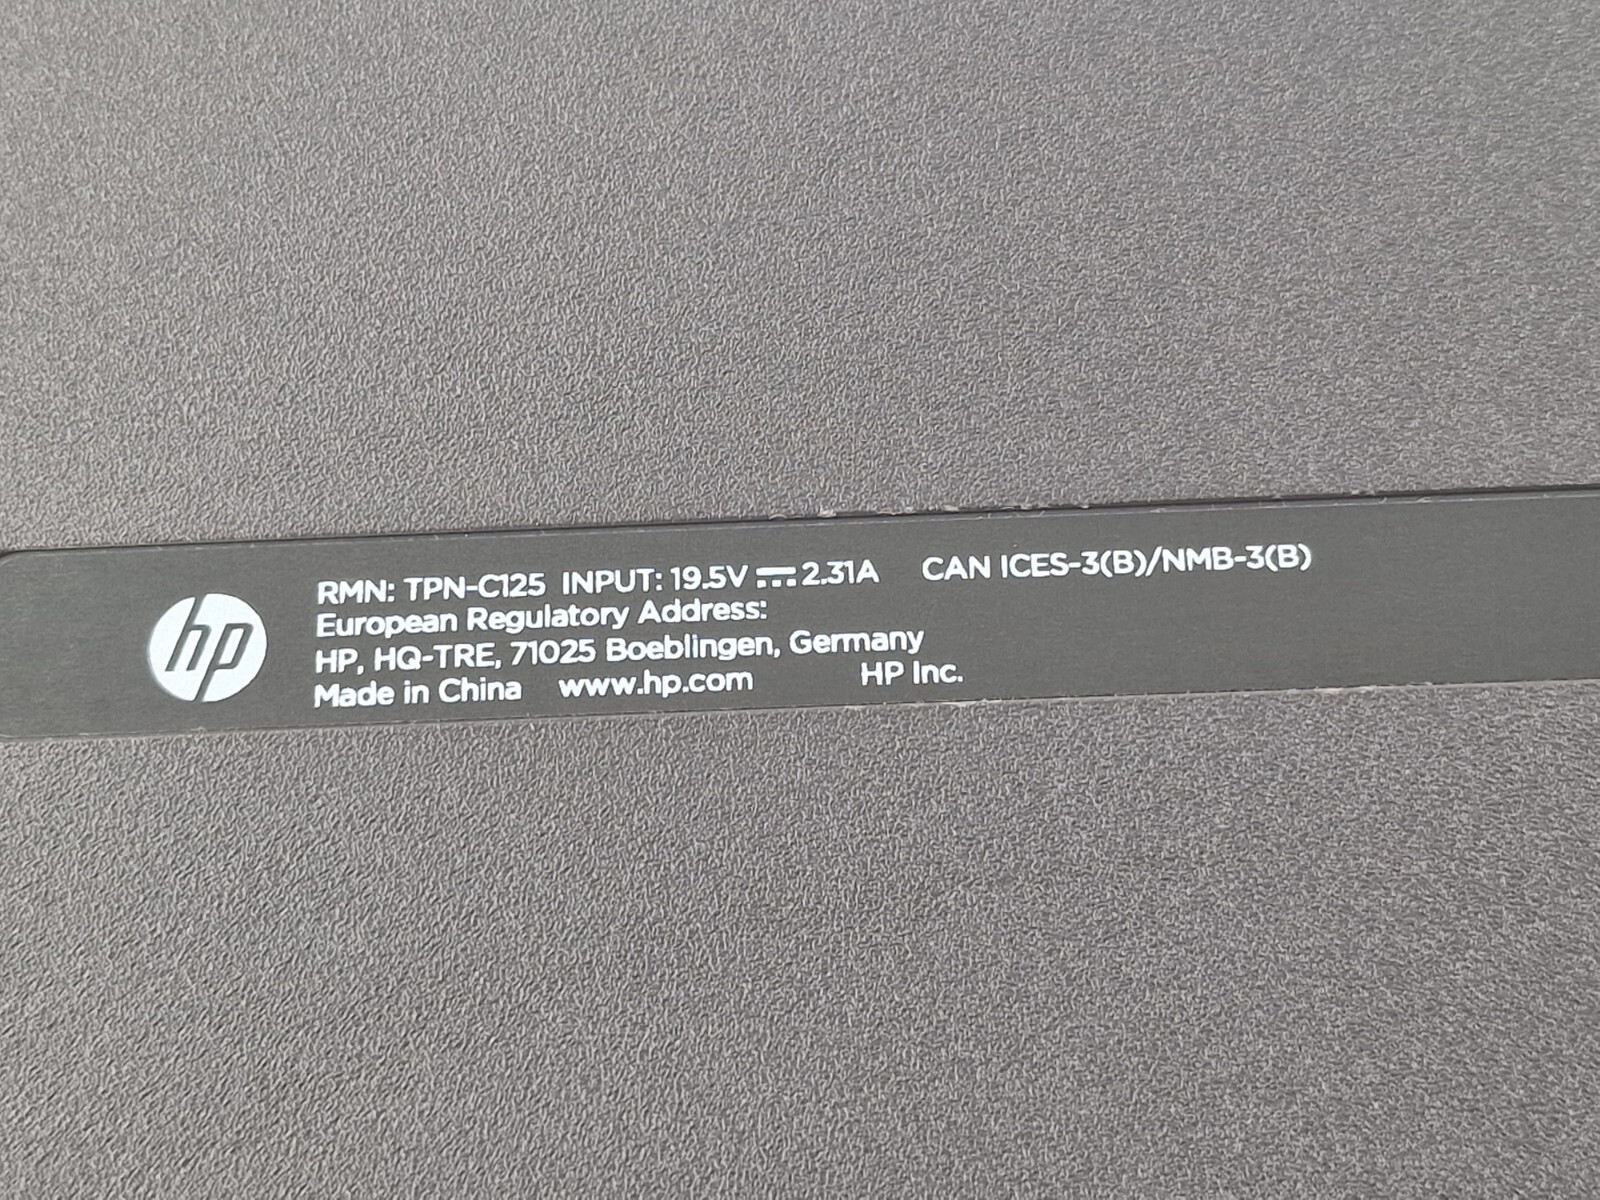 hp
RMN: TPN-C125 INPUT: 19.5V ⎓ 2.31A CAN ICES-3(B)/NMB-3(B)
European Regulatory Address:
HP, HQ-TRE, 71025 Boeblingen, Germany
Made in China www.hp.com HP Inc.